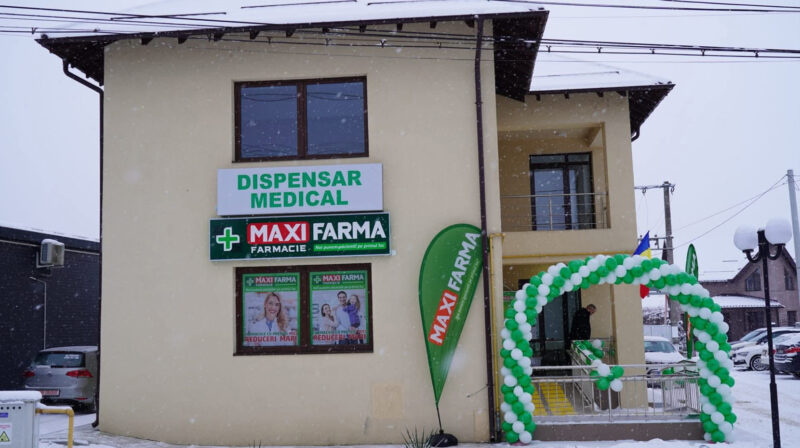 DISPENSAR
MEDICAL
MAXI FARMA
FARMACIE
Noi punem pacienții pe primul loc
MAXI FARMA
MAXI FARMA
REDUCERI MARI
REDUCERI MARI
MAXI FARMA